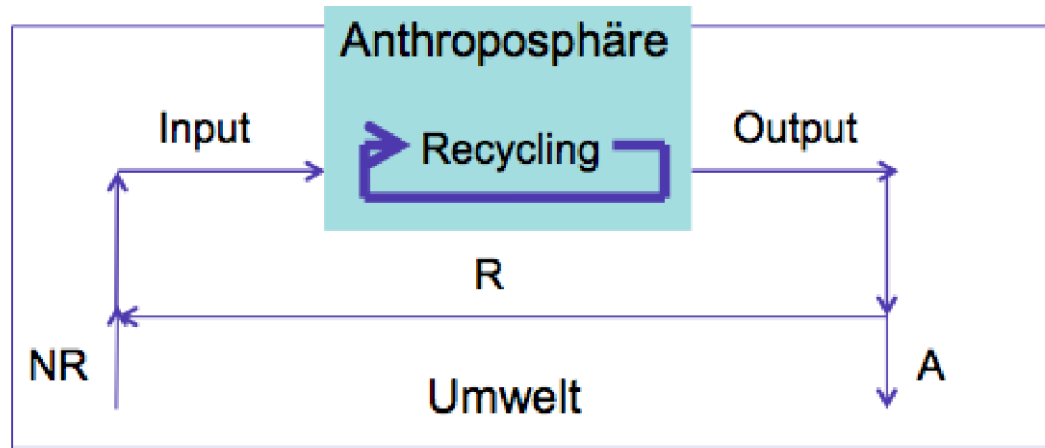 Anthroposphäre
Input
Recycling
Output
R
NR
Umwelt
A